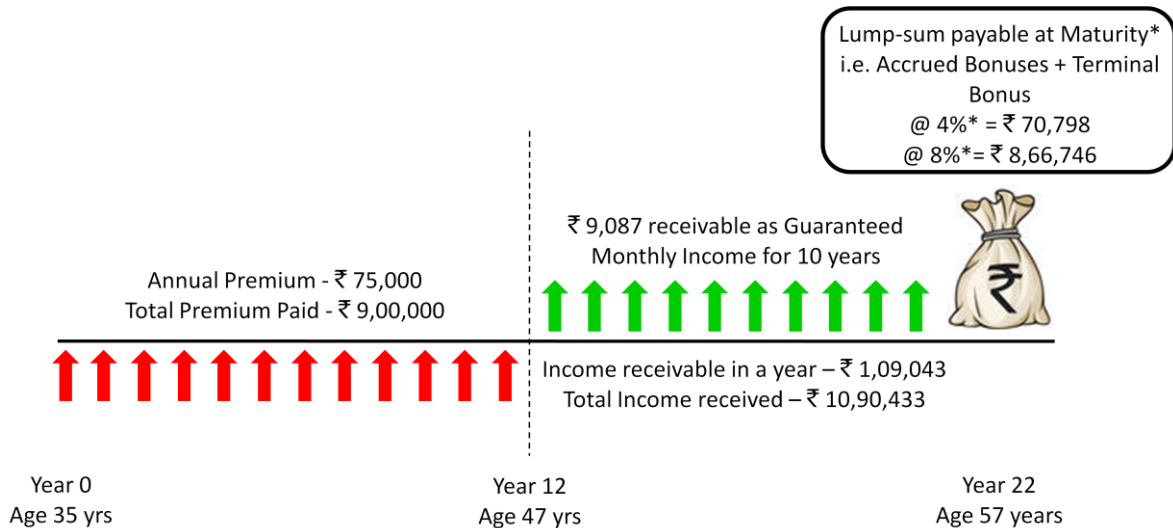 Lump-sum payable at Maturity*
i.e. Accrued Bonuses + Terminal
Bonus
@ 4%* = ₹ 70,798
@ 8%*= ₹ 8,66,746
₹ 9,087 receivable as Guaranteed
Monthly Income for 10 years
Annual Premium - ₹ 75,000
Total Premium Paid - ₹ 9,00,000
₹
Income receivable in a year – ₹ 1,09,043
Total Income received – ₹ 10,90,433
Year 0
Age 35 yrs
Year 12
Age 47 yrs
Year 22
Age 57 years